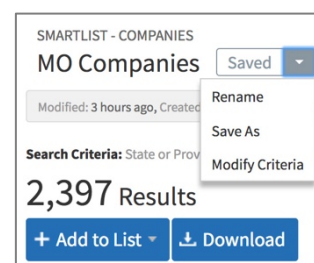 SMARTLIST - COMPANIES
MO Companies Saved
Rename
Modified: 3 hours ago, Created
Save As
Search Criteria: State or Prov
Modify Criteria
2,397 Results
+ Add to List Download